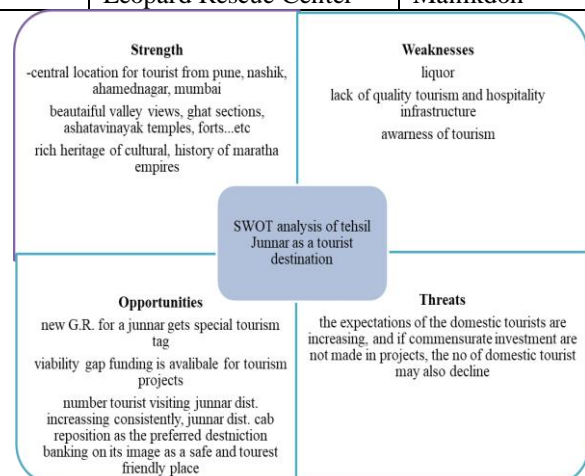 Leopard Rescue Center
Manikdoh
Strength
-central location for tourist from pune, nashik,
ahamednagar, mumbai
beautaiful valley views, ghat sections,
ashatavinayak temples, forts...etc
rich heritage of cultural, history of maratha
empires
Weaknesses
liquor
lack of quality tourism and hospitality
infrastructure
awarness of tourism
SWOT analysis of tehsil
Junnar as a tourist
destination
Opportunities
new G.R. for a junnar gets special tourism
tag
viability gap funding is avalibale for tourism
projects
number tourist visiting junnar dist.
increassing consistently, junnar dist. cab
reposition as the preferred destniction
banking on its image as a safe and tourest
friendly place
Threats
the expectations of the domestic tourists are
increasing, and if commensurate investment are
not made in projects, the no of domestic tourist
may also decline